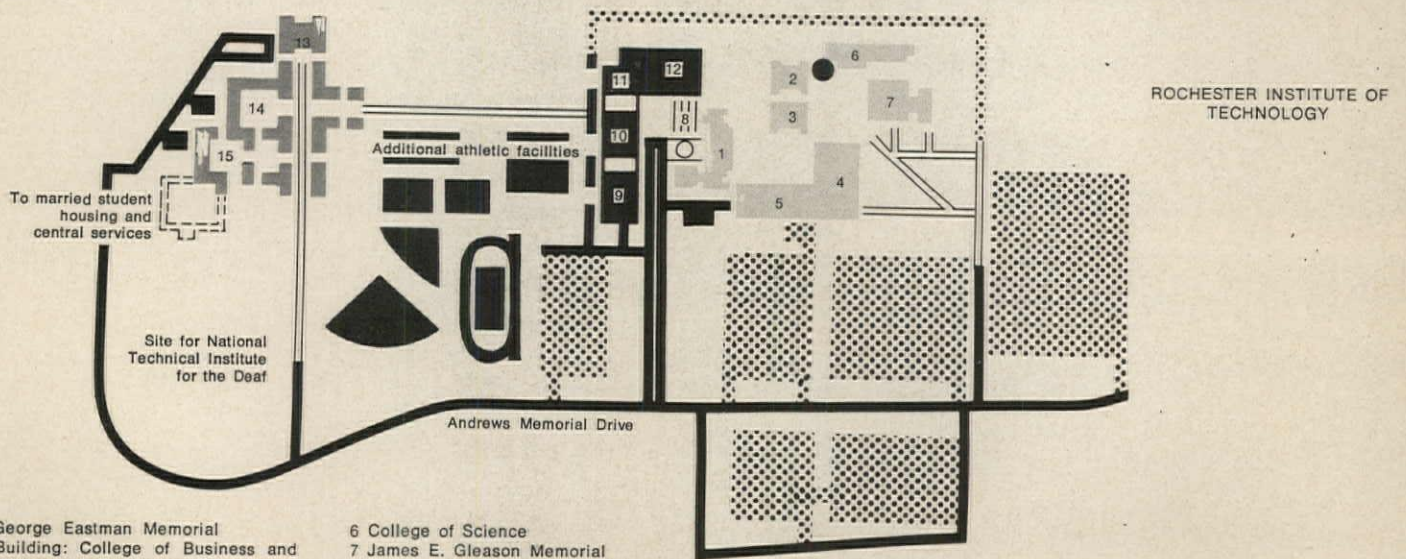 ROCHESTER INSTITUTE OF
TECHNOLOGY
13
14
15
11
12
10
9
8
1
2
3
4
5
6
7
Additional athletic facilities
To married student
housing and
central services
Site for National
Technical Institute
for the Deaf
Andrews Memorial Drive
George Eastman Memorial
Building: College of Business and
6 College of Science
7 James E. Gleason Memorial